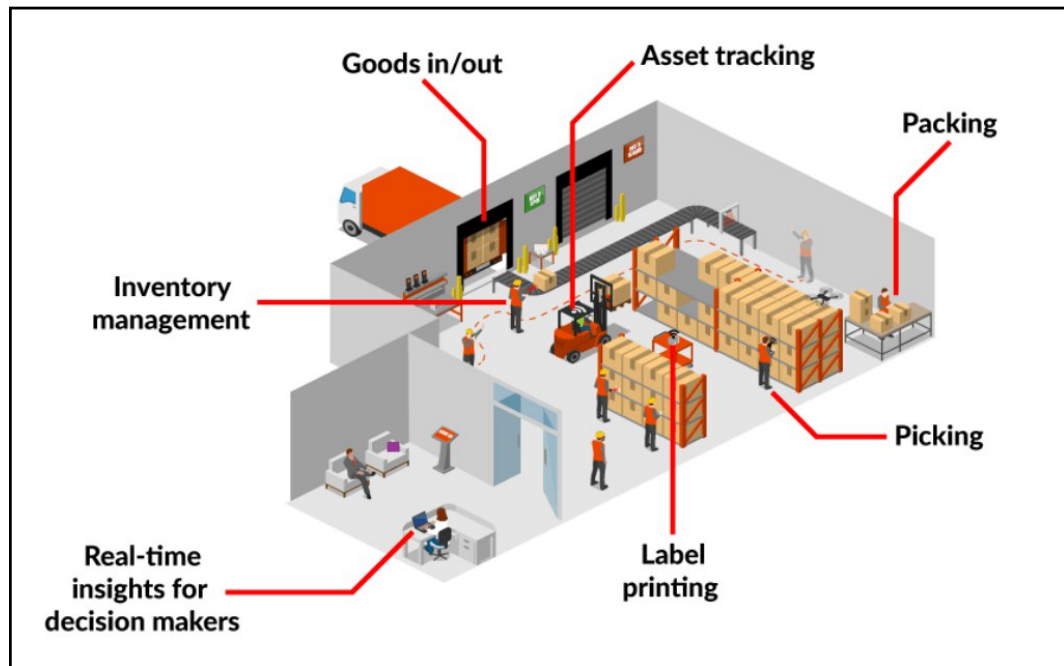 Goods in/out
Asset tracking
Packing
Inventory
management
Picking
Label
printing
Real-time
insights for
decision makers